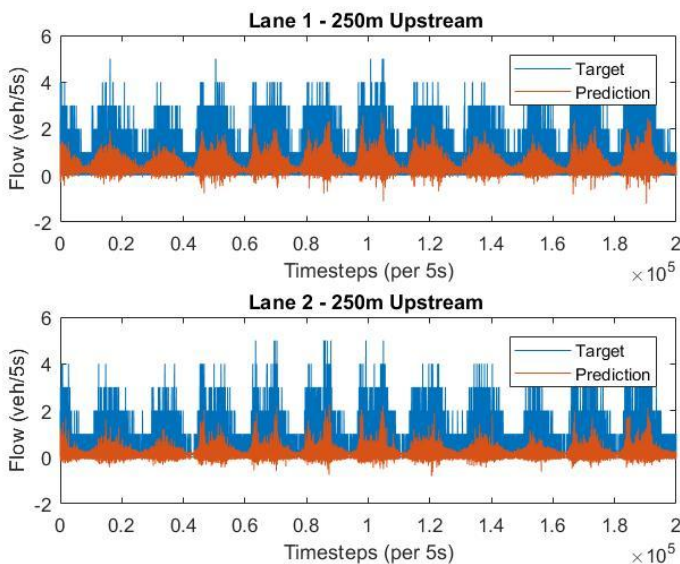 Lane 1 - 250m Upstream
6
4
2
0
-2
Flow (veh/5s)
Target
Prediction
0 0.2 0.4 0.6 0.8 1 1.2 1.4 1.6 1.8 2
Timesteps (per 5s)
×10^5
Lane 2 - 250m Upstream
6
4
2
0
-2
Flow (veh/5s)
Target
Prediction
0 0.2 0.4 0.6 0.8 1 1.2 1.4 1.6 1.8 2
Timesteps (per 5s)
×10^5